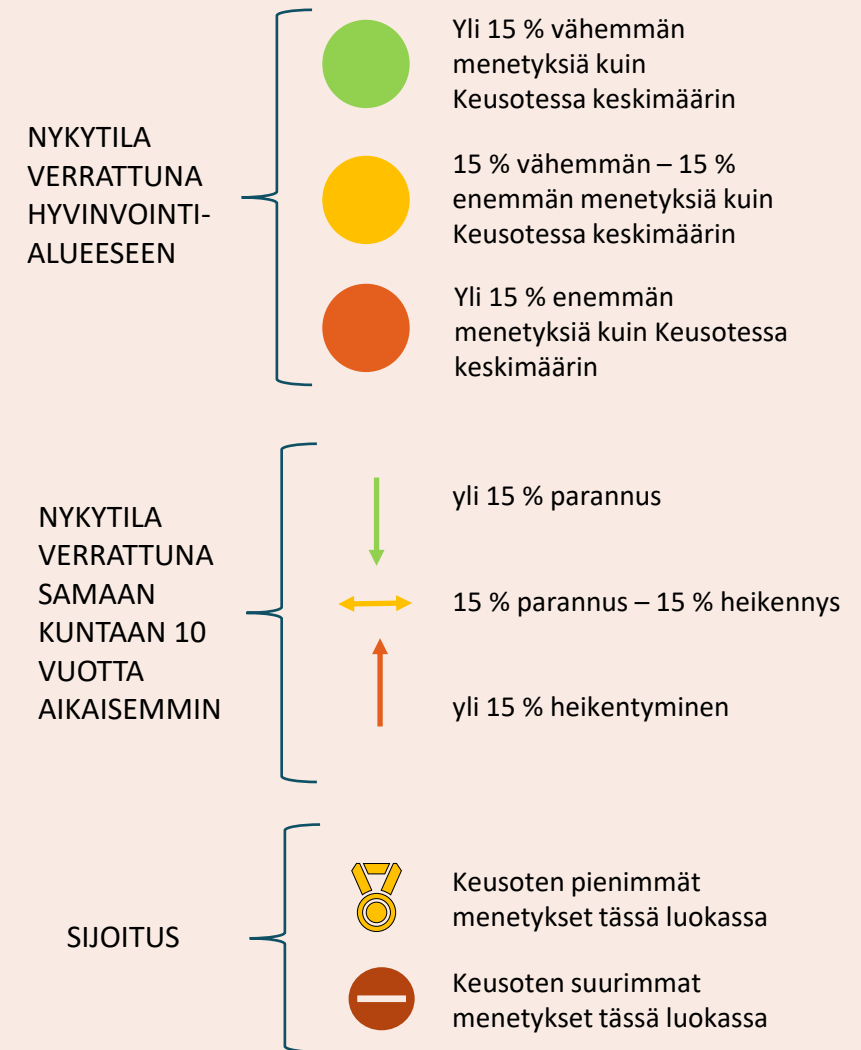 NYKYTILA
VERRATTUNA
HYVINVOINTI-
ALUEESEEN
Yli 15 % vähemmän
menetyksiä kuin
Keusotessa keskimäärin
15 % vähemmän – 15 %
enemmän menetyksiä kuin
Keusotessa keskimäärin
Yli 15 % enemmän
menetyksiä kuin Keusotessa
keskimäärin
NYKYTILA
VERRATTUNA
SAMAAN
KUNTAAN 10
VUOTTA
AIKAISEMMIN
yli 15 % parannus
15 % parannus – 15 % heikennys
yli 15 % heikentyminen
SIJOITUS
Keusoten pienimmät
menetykset tässä luokassa
Keusoten suurimmat
menetykset tässä luokassa